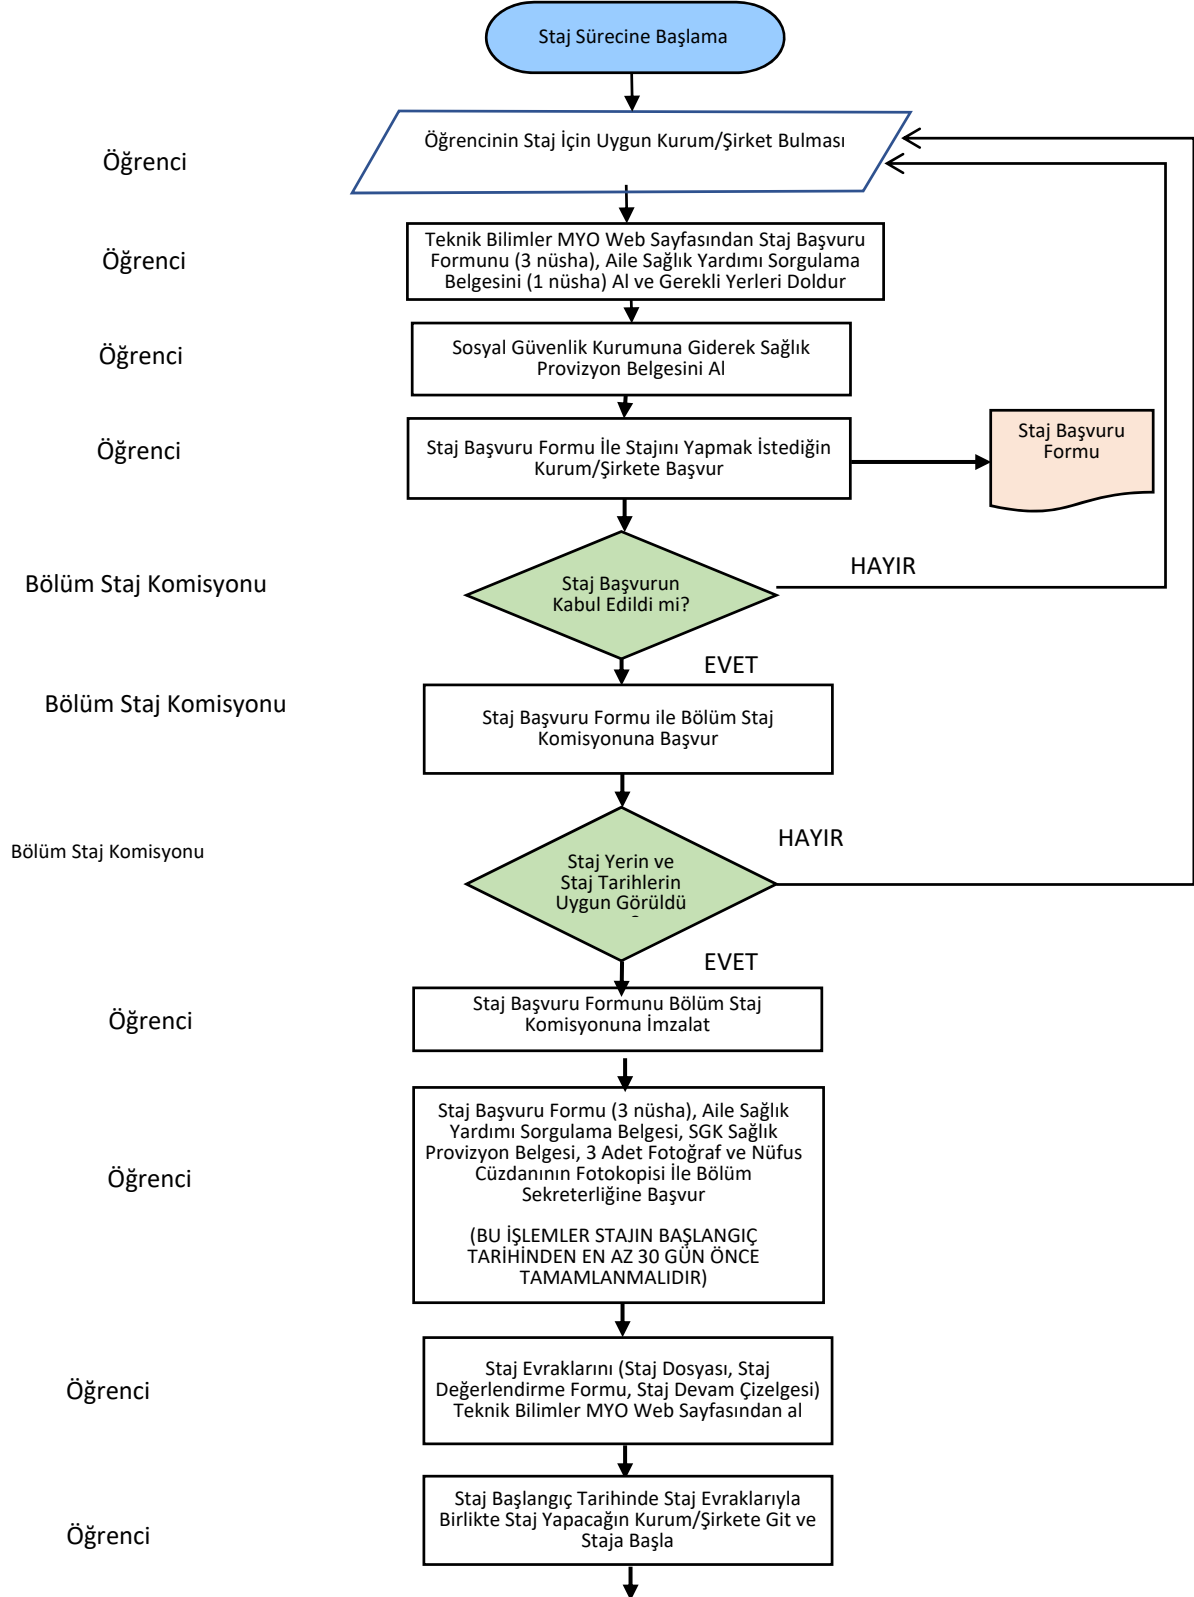 Staj Sürecine Başlama
Öğrenci
Öğrencinin Staj İçin Uygun Kurum/Şirket Bulması
Öğrenci
Teknik Bilimler MYO Web Sayfasından Staj Başvuru
Formunu (3 nüsha), Aile Sağlık Yardımı Sorgulama
Belgesini (1 nüsha) Al ve Gerekli Yerleri Doldur
Öğrenci
Sosyal Güvenlik Kurumuna Giderek Sağlık
Provizyon Belgesini Al
Öğrenci
Staj Başvuru Formu İle Stajını Yapmak İstediğin
Kurum/Şirkete Başvur
Staj Başvuru
Formu
Bölüm Staj Komisyonu
Staj Başvurun
Kabul Edildi mi?
HAYIR
EVET
Bölüm Staj Komisyonu
Staj Başvuru Formu ile Bölüm Staj
Komisyonuna Başvur
Bölüm Staj Komisyonu
Staj Yerin ve
Staj Tarihlerin
Uygun Görüldü
HAYIR
EVET
Öğrenci
Staj Başvuru Formunu Bölüm Staj
Komisyonuna İmzalat
Öğrenci
Staj Başvuru Formu (3 nüsha), Aile Sağlık
Yardımı Sorgulama Belgesi, SGK Sağlık
Provizyon Belgesi, 3 Adet Fotoğraf ve Nüfus
Cüzdanının Fotokopisi İle Bölüm
Sekreterliğine Başvur
(BU İŞLEMLER STAJIN BAŞLANGIÇ
TARİHİNDEN EN AZ 30 GÜN ÖNCE
TAMAMLANMALIDIR)
Öğrenci
Staj Evraklarını (Staj Dosyası, Staj
Değerlendirme Formu, Staj Devam Çizelgesi)
Teknik Bilimler MYO Web Sayfasından al
Öğrenci
Staj Başlangıç Tarihinde Staj Evraklarıyla
Birlikte Staj Yapacağın Kurum/Şirkete Git ve
Staja Başla